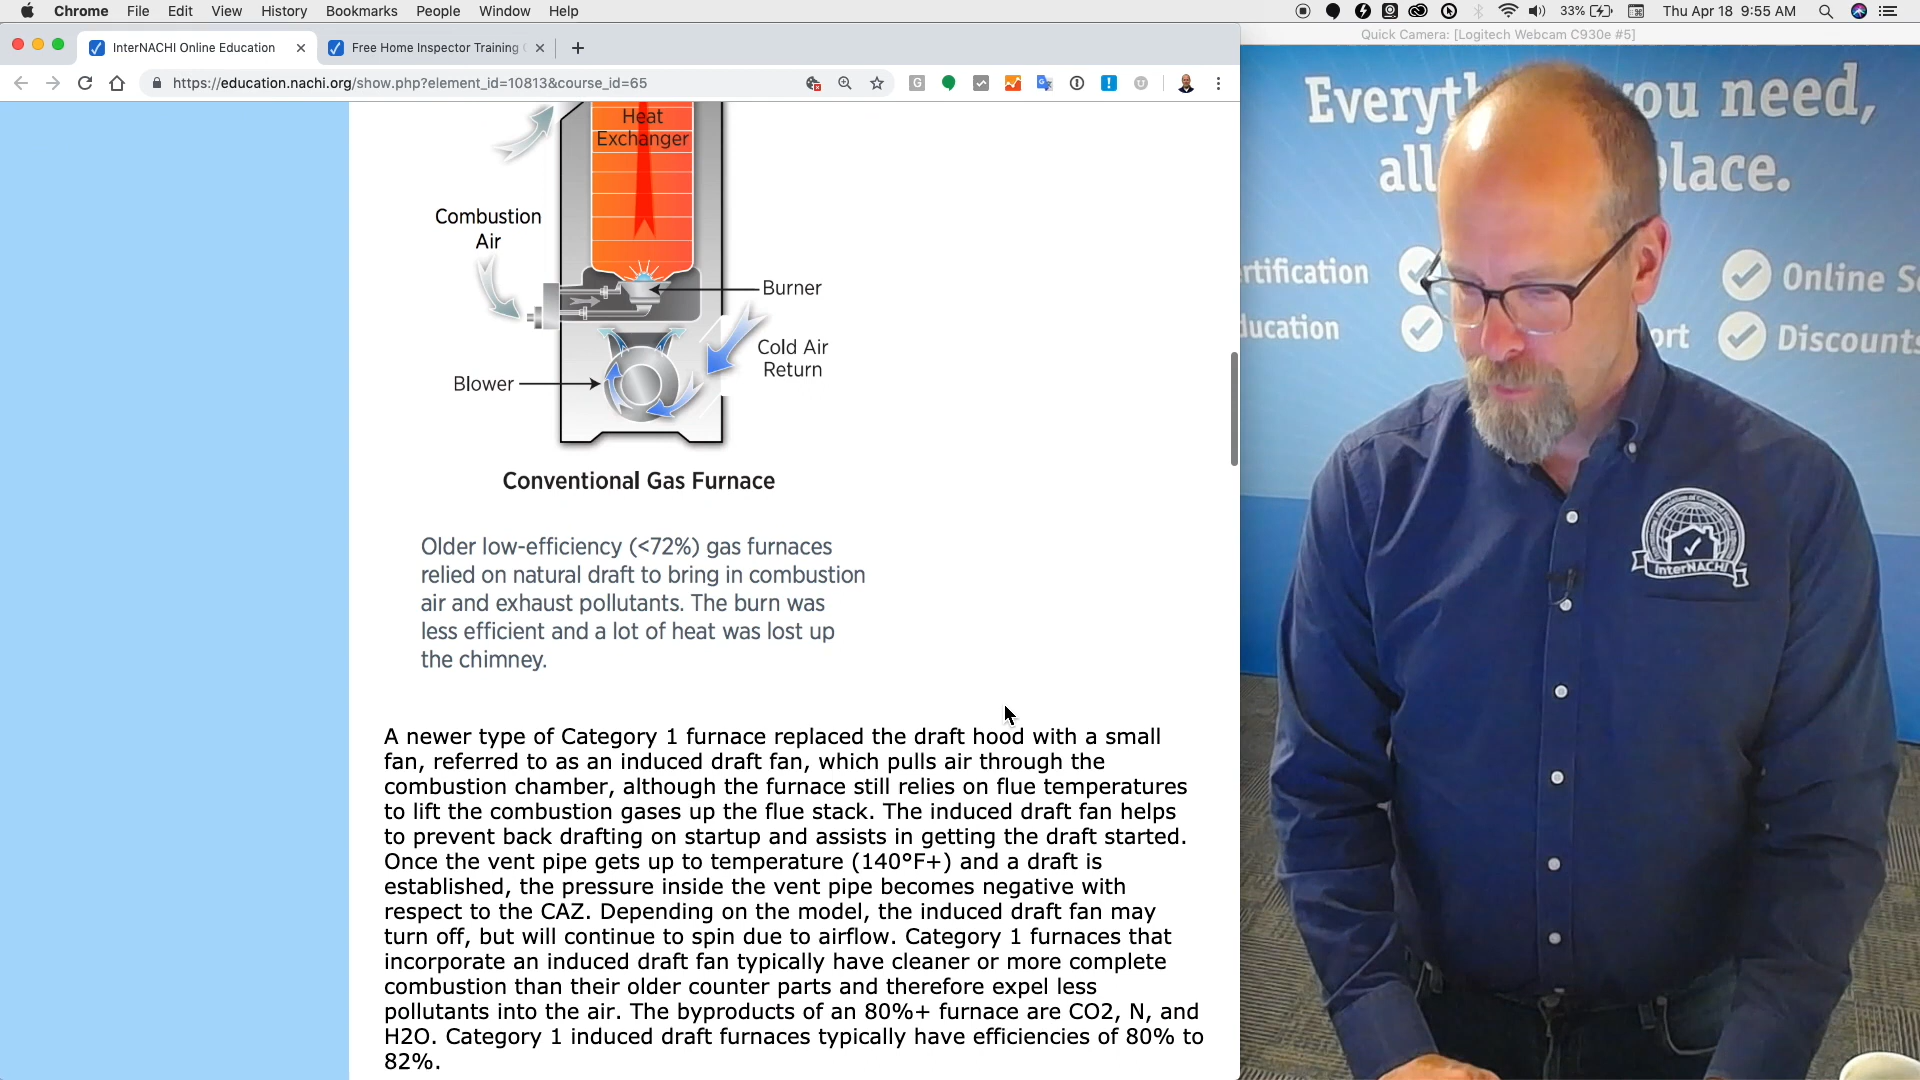 Chrome File Edit View History Bookmarks People Window Help
33% Thu Apr 18 9:55 AM
Quick Camera: [Logitech Webcam C930e #5]
InterNACHI Online Education
Free Home Inspector Training
https://education.nachi.org/show.php?element_id=10813&course_id=65
Heat
Exchanger
Combustion
Air
Burner
Cold Air
Return
Blower
Conventional Gas Furnace
Older low-efficiency (<72%) gas furnaces
relied on natural draft to bring in combustion
air and exhaust pollutants. The burn was
less efficient and a lot of heat was lost up
the chimney.
A newer type of Category 1 furnace replaced the draft hood with a small
fan, referred to as an induced draft fan, which pulls air through the
combustion chamber, although the furnace still relies on flue temperatures
to lift the combustion gases up the flue stack. The induced draft fan helps
to prevent back drafting on startup and assists in getting the draft started.
Once the vent pipe gets up to temperature (140°F+) and a draft is
established, the pressure inside the vent pipe becomes negative with
respect to the CAZ. Depending on the model, the induced draft fan may
turn off, but will continue to spin due to airflow. Category 1 furnaces that
incorporate an induced draft fan typically have cleaner or more complete
combustion than their older counter parts and therefore expel less
pollutants into the air. The byproducts of an 80%+ furnace are CO2, N, and
H2O. Category 1 induced draft furnaces typically have efficiencies of 80% to
82%.
Everyth you need,
all place.
rtification
Online S
ducation
ort
Discounts
InterNACHI